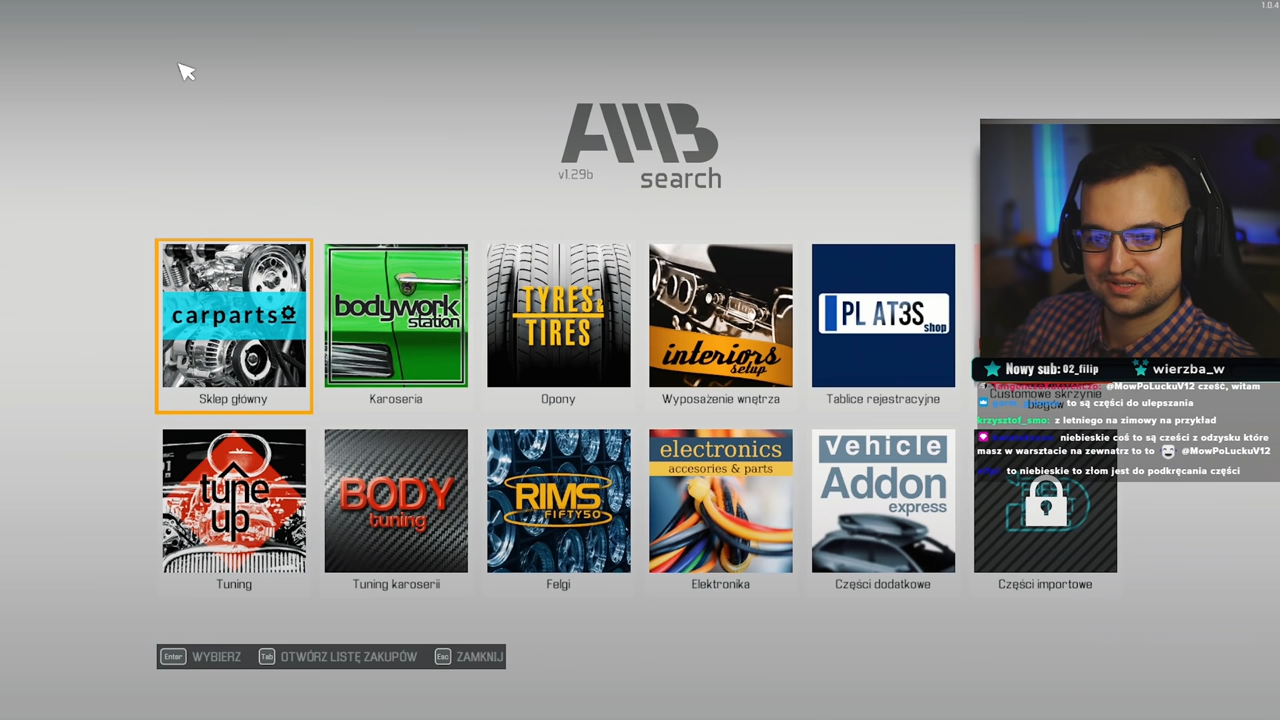 1.0.4
AMB
v1.29b
search
carparts
Sklep główny
bodywork
station
Karoseria
TYRES &
TIRES
Opony
interiors
setup
Wyposażenie wnętrza
PL AT3S
shop
Tablice rejestracyjne
Customowe skrzynie
biegów
Nowy sub: 02_filip
wierzba_w
@MowPoLuckuV12 cześć, witam
to są części do ulepszania
krzysztof_smo: z letniego na zimowy na przykład
niebieskie coś to są cześci z odzysku które
masz w warsztacie na zewnatrz to to @MowPoLuckuV12
to niebieskie to złom jest do podkręcania części
tune
up
Tuning
BODY
tuning
Tuning karoserii
RIMS
FIFTY50
Felgi
electronics
accesories & parts
Elektronika
vehicle
Addon
express
Części dodatkowe
Części importowe
Enter WYBIERZ
Tab OTWÓRZ LISTĘ ZAKUPÓW
Esc ZAMKNIJ